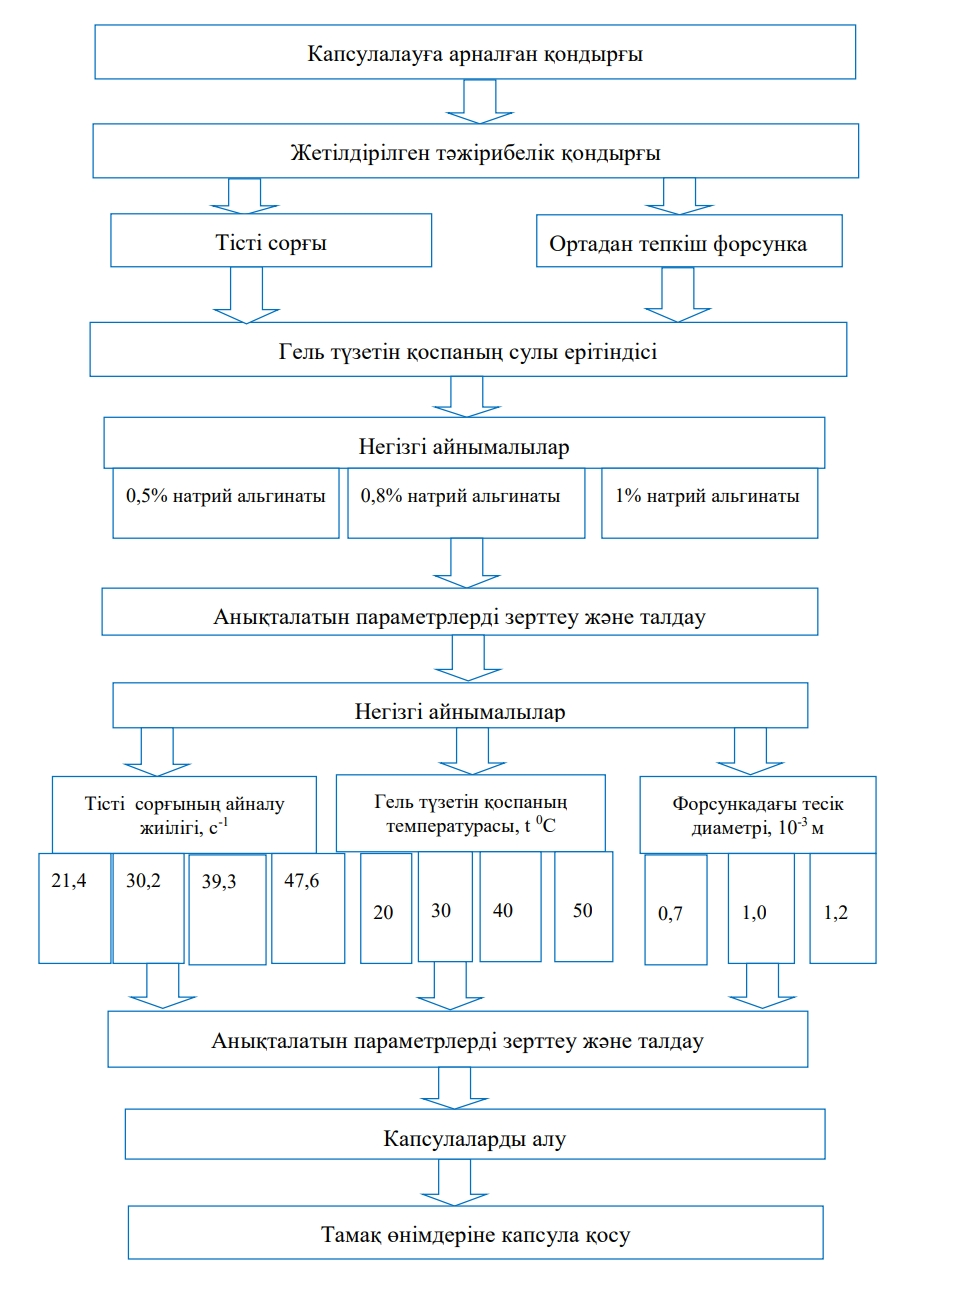 Капсулалауға арналған қондырғы
Жетілдірілген тәжірибелік қондырғы
Тісті сорғы
Ортадан тепкіш форсунка
Гель түзетін қоспаның сулы ерітіндісі
Негізгі айнымалылар
0,5% натрий альгинаты
0,8% натрий альгинаты
1% натрий альгинаты
Анықталатын параметрлерді зерттеу және талдау
Негізгі айнымалылар
Тісті сорғының айналу
жиілігі, с⁻¹
Гель түзетін қоспаның
температурасы, t ⁰С
Форсункадағы тесік
диаметрі, 10⁻³ м
21,4
30,2
39,3
47,6
20
30
40
50
0,7
1,0
1,2
Анықталатын параметрлерді зерттеу және талдау
Капсулаларды алу
Тамақ өнімдеріне капсула қосу